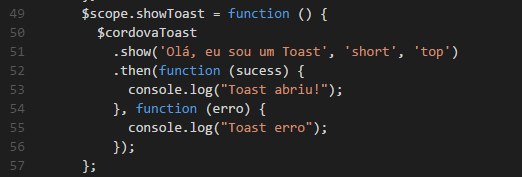 49 $scope.showToast = function () {
50 $cordovaToast
51 .show('Olá, eu sou um Toast', 'short', 'top')
52 .then(function (sucess) {
53 console.log("Toast abriu!");
54 }, function (erro) {
55 console.log("Toast erro");
56 });
57 };